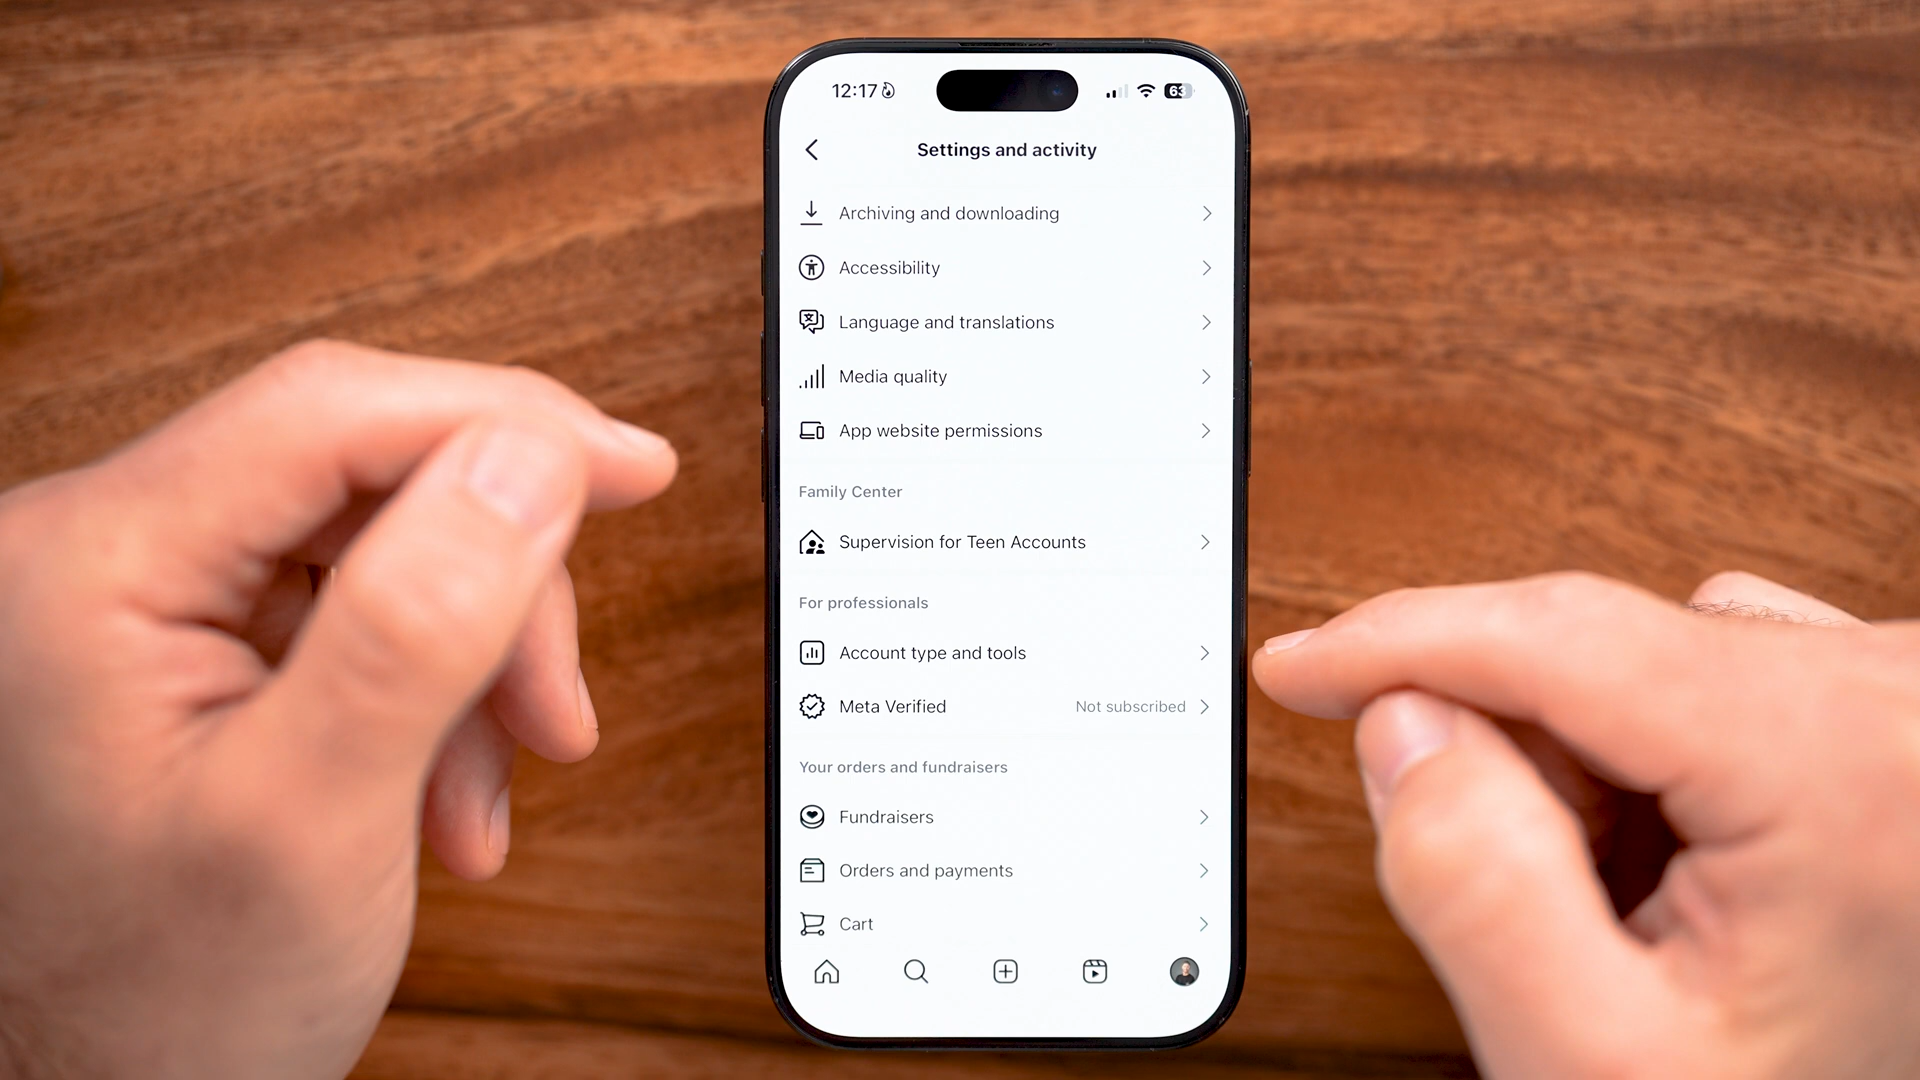 12:17
63
Settings and activity
Archiving and downloading
Accessibility
Language and translations
Media quality
App website permissions
Family Center
Supervision for Teen Accounts
For professionals
Account type and tools
Meta Verified Not subscribed
Your orders and fundraisers
Fundraisers
Orders and payments
Cart